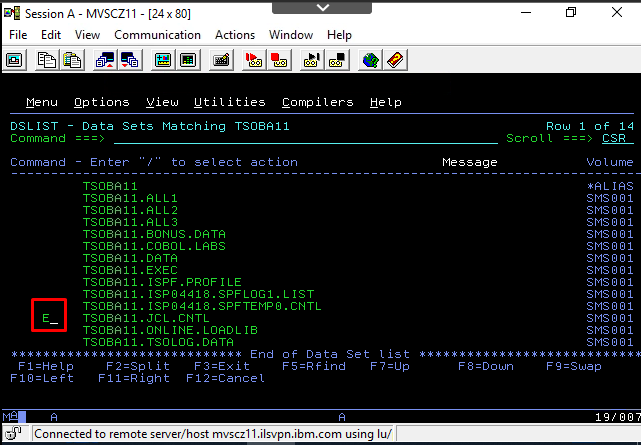 Session A - MVSCZ11 - [24 x 80]
File Edit View Communication Actions Window Help
Menu Options View Utilities Compilers Help
DSLIST - Data Sets Matching TSOBA11 Row 1 of 14
Command ===> Scroll ===> CSR
Command - Enter "/" to select action Message Volume
TSOBA11 *ALIAS
TSOBA11.ALL1 SMS001
TSOBA11.ALL2 SMS001
TSOBA11.ALL3 SMS001
TSOBA11.BONUS.DATA SMS001
TSOBA11.COBOL.LABS SMS001
TSOBA11.DATA SMS001
TSOBA11.EXEC SMS001
TSOBA11.ISPF.PROFILE SMS001
TSOBA11.ISP04418.SPFLOG1.LIST SMS001
TSOBA11.ISP04418.SPFTEMP0.CNTL SMS001
E_ TSOBA11.JCL.CNTL SMS001
TSOBA11.ONLINE.LOADLIB SMS001
TSOBA11.TSOLOG.DATA SMS001
****************************** End of Data Set list ******************************
F1=Help F2=Split F3=Exit F5=Rfind F7=Up F8=Down F9=Swap
F10=Left F11=Right F12=Cancel
MA A A 19/007
Connected to remote server/host mvscz11.ilsvpn.ibm.com using lu/